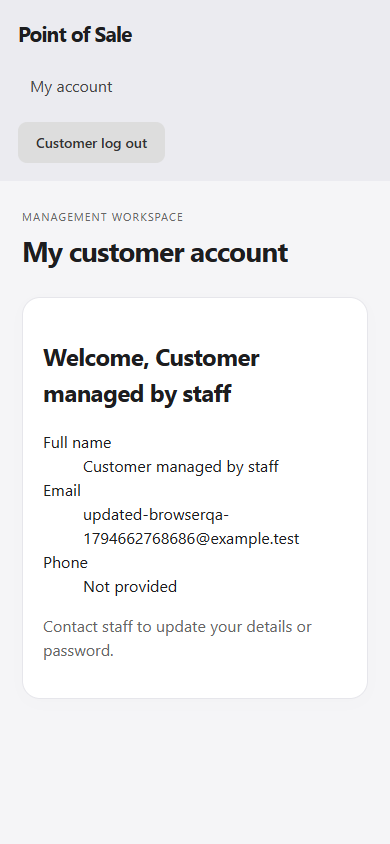 Point of Sale
My account
Customer log out
MANAGEMENT WORKSPACE
My customer account
Welcome, Customer
managed by staff
Full name
Customer managed by staff
Email
updated-browserqa-
1794662768686@example.test
Phone
Not provided
Contact staff to update your details or
password.